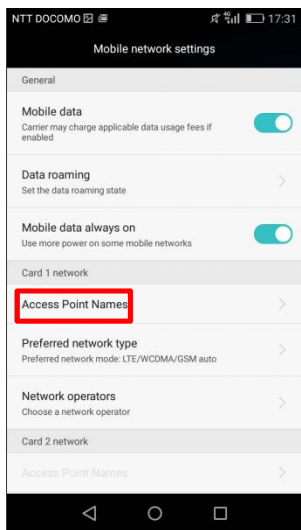 NTT DOCOMO 4G 17:31
Mobile network settings
General
Mobile data
Carrier may charge applicable data usage fees if
enabled
Data roaming
Set the data roaming state
Mobile data always on
Use more power on some mobile networks
Card 1 network
Access Point Names
Preferred network type
Preferred network mode: LTE/WCDMA/GSM auto
Network operators
Choose a network operator
Card 2 network
Access Point Names